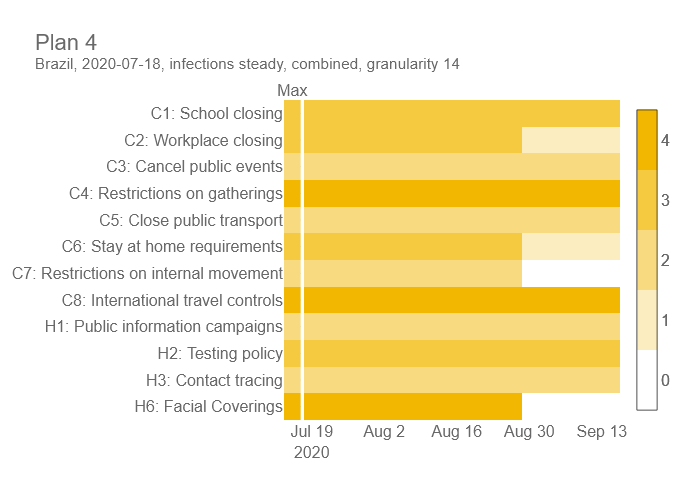 Plan 4
Brazil, 2020-07-18, infections steady, combined, granularity 14
Max
C1: School closing
C2: Workplace closing
C3: Cancel public events
C4: Restrictions on gatherings
C5: Close public transport
C6: Stay at home requirements
C7: Restrictions on internal movement
C8: International travel controls
H1: Public information campaigns
H2: Testing policy
H3: Contact tracing
H6: Facial Coverings
4
3
2
1
0
Jul 19 Aug 2 Aug 16 Aug 30 Sep 13
2020